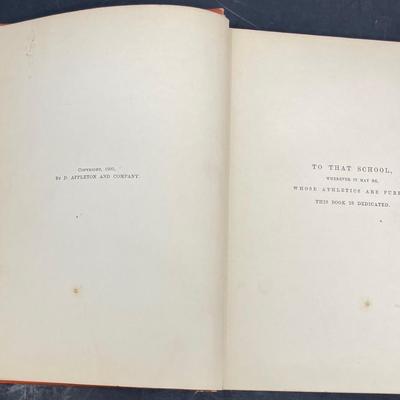 COPYRIGHT, 1900,
BY D. APPLETON AND COMPANY.
TO THAT SCHOOL,
WHEREVER IT MAY BE,
WHOSE ATHLETICS ARE PURE
THIS BOOK IS DEDICATED.